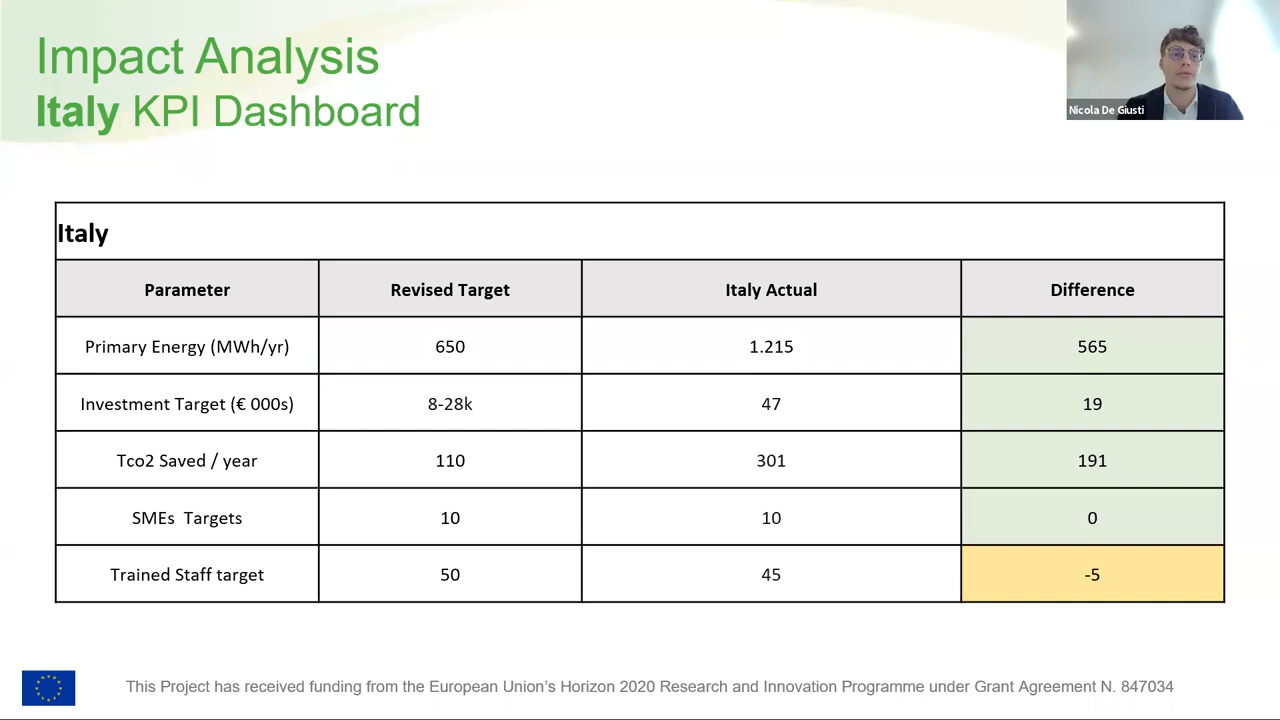 Impact Analysis
Italy KPI Dashboard
Nicola De Giusti
Italy
Parameter Revised Target Italy Actual Difference
Primary Energy (MWh/yr) 650 1.215 565
Investment Target (€ 000s) 8-28k 47 19
Tco2 Saved / year 110 301 191
SMEs Targets 10 10 0
Trained Staff target 50 45 -5
This Project has received funding from the European Union’s Horizon 2020 Research and Innovation Programme under Grant Agreement N. 847034